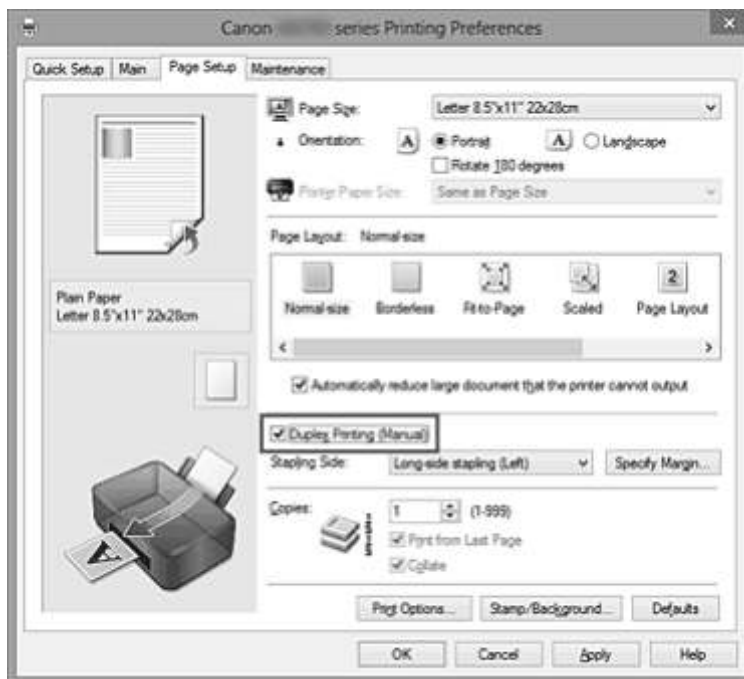 Canon series Printing Preferences
Quick Setup Main Page Setup Maintenance
Page Size: Letter 8.5"x11" 22x28cm
Orientation: A Portrait A Landscape
Rotate 180 degrees
Printer Paper Size: Same as Page Size
Page Layout: Normal-size
Normal-size Borderless Fit-to-Page Scaled 2 Page Layout
Plain Paper
Letter 8.5"x11" 22x28cm
Automatically reduce large document that the printer cannot output
Duplex Printing (Manual)
Stapling Side: Long-side stapling (Left) Specify Margin...
Copies: 1 (1-999)
Print from Last Page
Collate
A
Print Options... Stamp/Background... Defaults
OK Cancel Apply Help